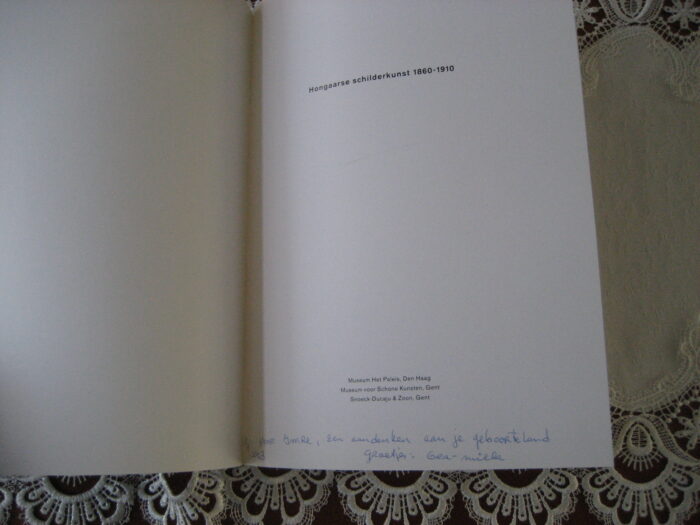 Hongaarse schilderkunst 1860-1910
Museum Het Paleis, Den Haag
Museum voor Schone Kunsten, Gent
Snoeck-Ducaju & Zoon, Gent
voor Imre, een aandenken aan je geboorteland
Groetjes: